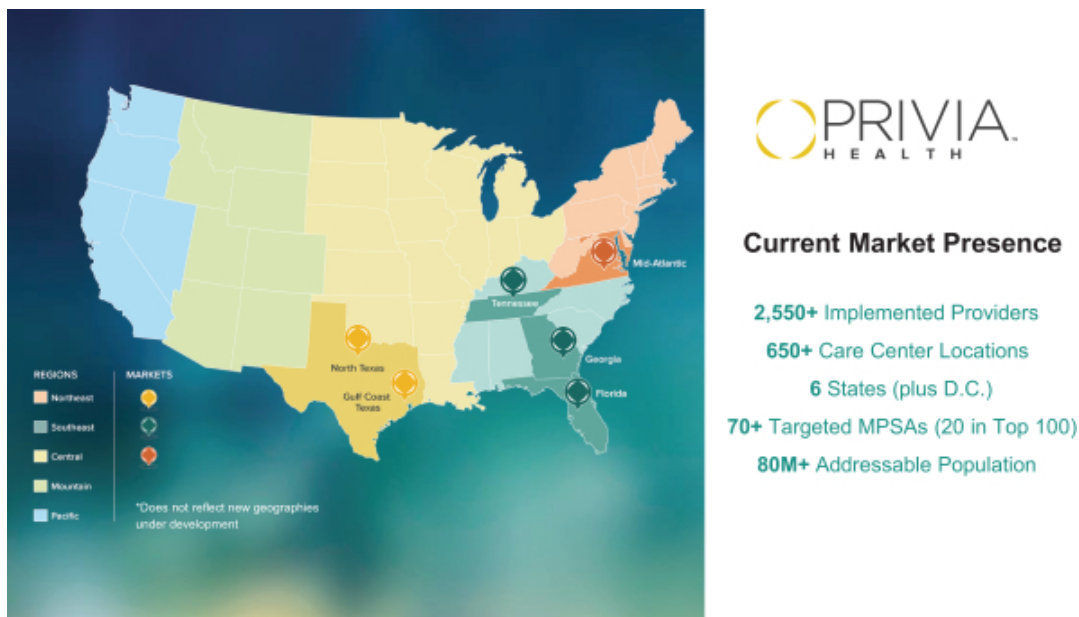 PRIVIA™
HEALTH
Current Market Presence
2,550+ Implemented Providers
650+ Care Center Locations
6 States (plus D.C.)
70+ Targeted MPSAs (20 in Top 100)
80M+ Addressable Population
Mid-Atlantic
Tennessee
Georgia
Florida
North Texas
Gulf Coast
Texas
REGIONS
Northeast
Southeast
Central
Mountain
Pacific
MARKETS
*Does not reflect new geographies
under development